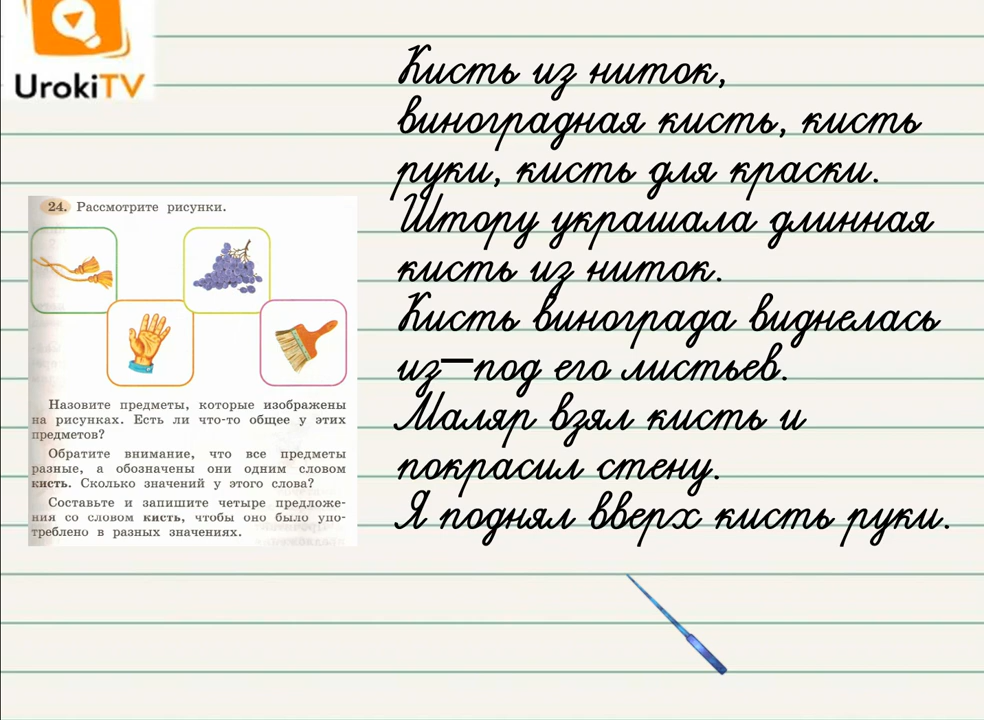 UrokiTV
24. Рассмотрите рисунки.
Назовите предметы, которые изображены
на рисунках. Есть ли что-то общее у этих
предметов?
Обратите внимание, что все предметы
разные, а обозначены они одним словом
кисть. Сколько значений у этого слова?
Составьте и запишите четыре предложе-
ния со словом кисть, чтобы оно было упо-
треблено в разных значениях.
Кисть из ниток,
виноградная кисть, кисть
руки, кисть для краски.
Штору украшала длинная
кисть из ниток.
Кисть винограда виднелась
из—под его листьев.
Маляр взял кисть и
покрасил стену.
Я поднял вверх кисть руки.